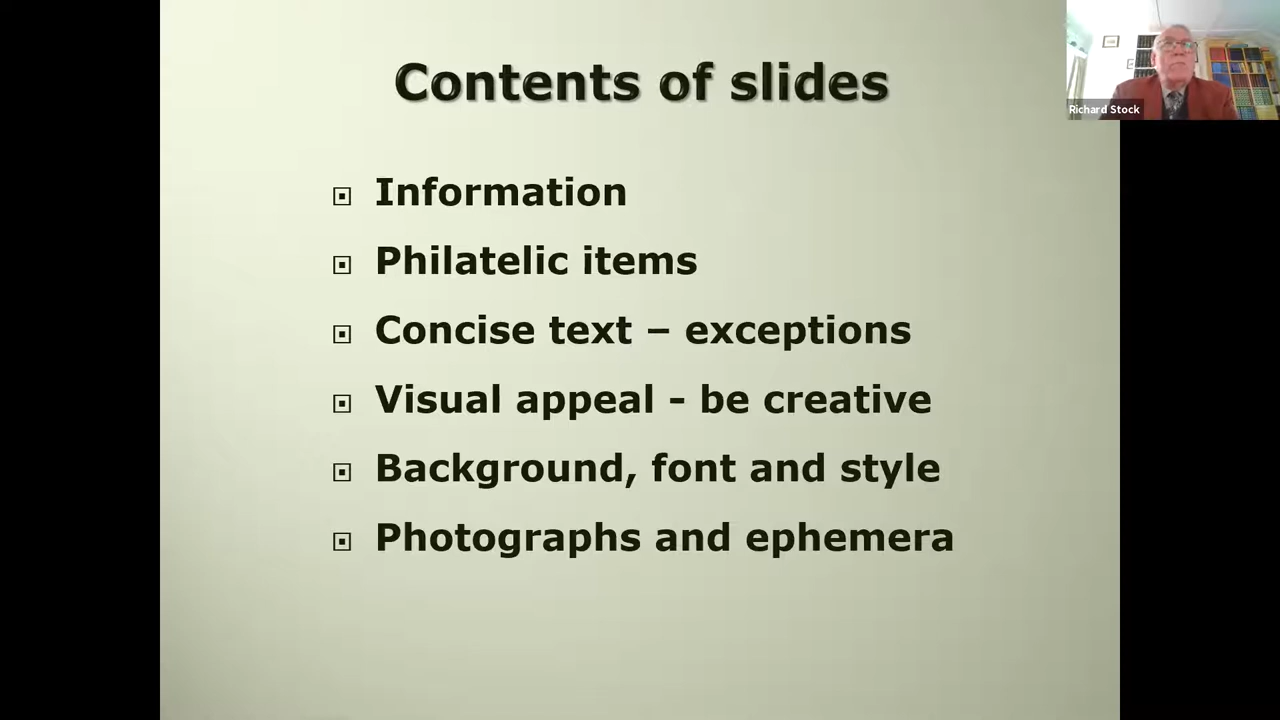 Contents of slides
Richard Stock
Information
Philatelic items
Concise text – exceptions
Visual appeal - be creative
Background, font and style
Photographs and ephemera